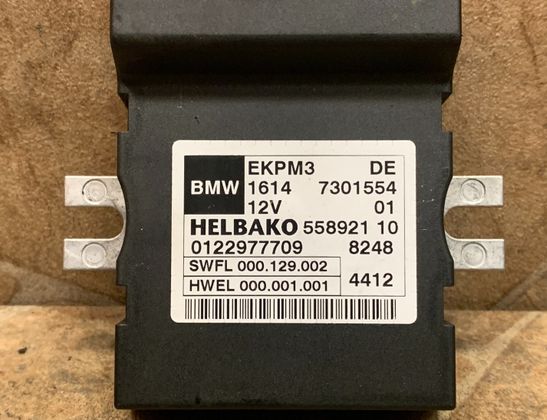 BMW
EKPM3 DE
1614 7301554
12V 01
HELBAKO 558921 10
0122977709 8248
SWFL 000.129.002
HWEL 000.001.001 4412